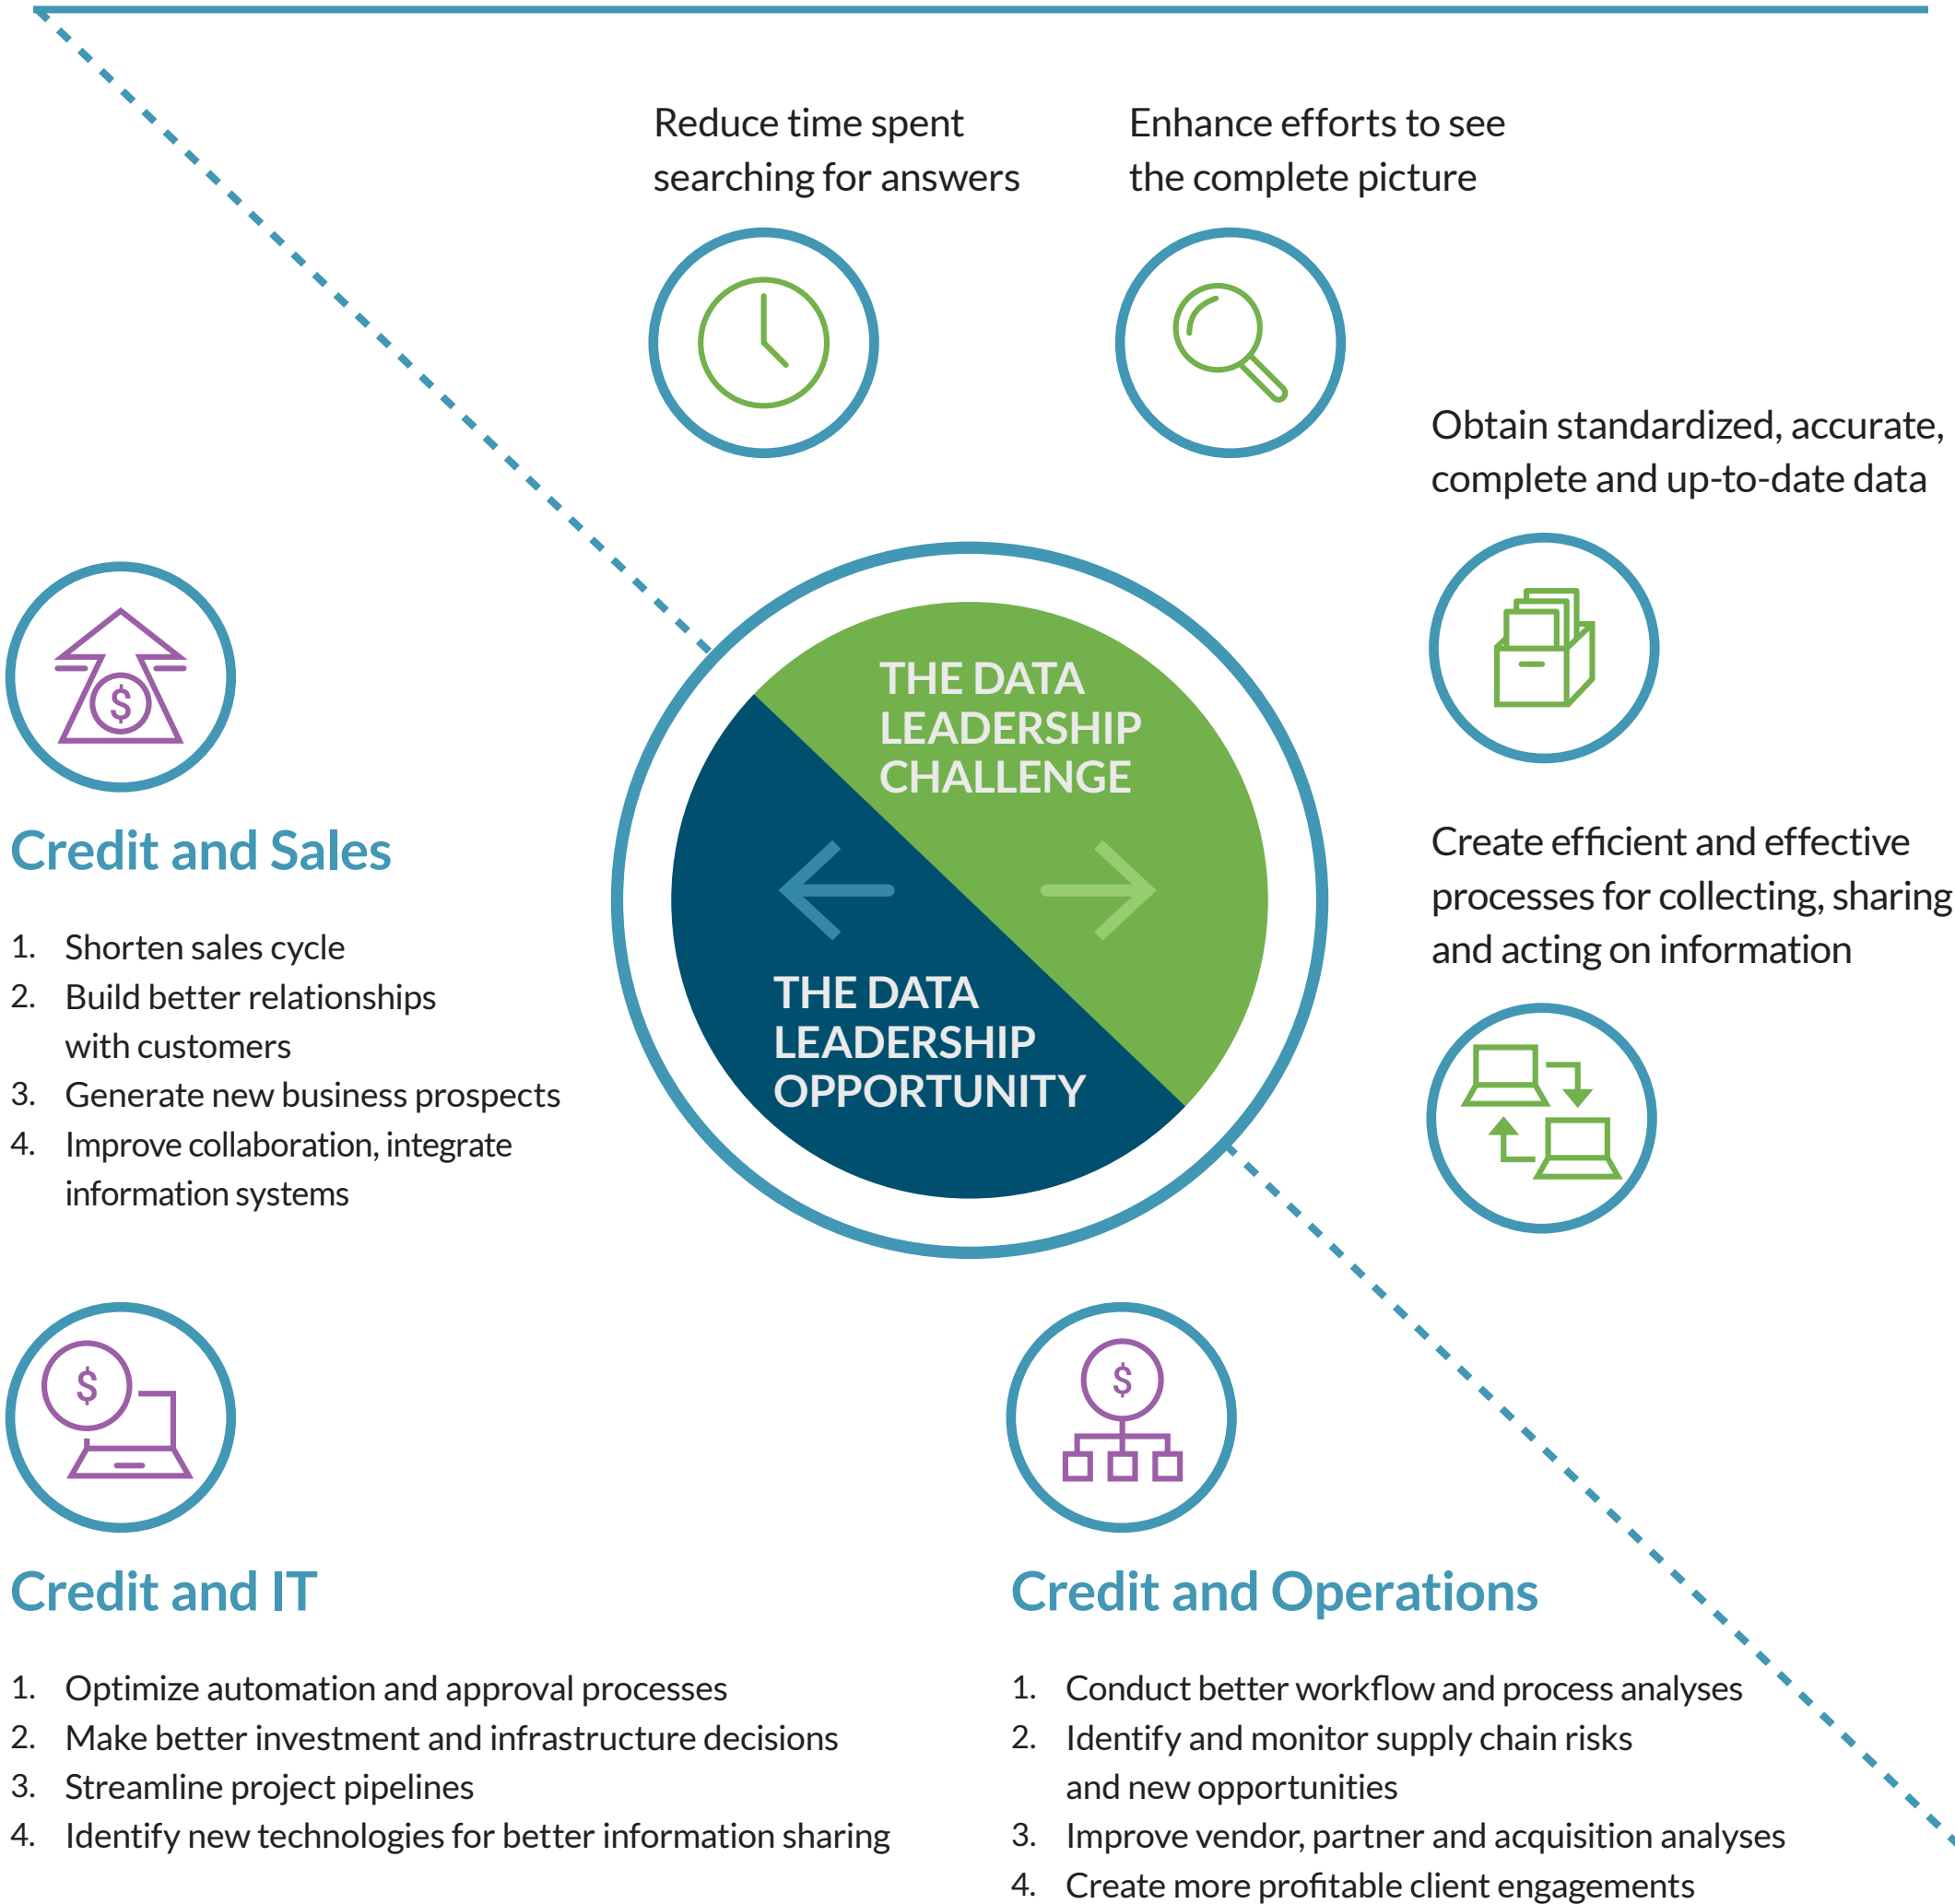 Reduce time spent
searching for answers
Enhance efforts to see
the complete picture
Obtain standardized, accurate,
complete and up-to-date data
Create efficient and effective
processes for collecting, sharing
and acting on information
THE DATA
LEADERSHIP
CHALLENGE
THE DATA
LEADERSHIP
OPPORTUNITY
$
Credit and Sales
1. Shorten sales cycle
2. Build better relationships
with customers
3. Generate new business prospects
4. Improve collaboration, integrate
information systems
$
Credit and IT
1. Optimize automation and approval processes
2. Make better investment and infrastructure decisions
3. Streamline project pipelines
4. Identify new technologies for better information sharing
$
Credit and Operations
1. Conduct better workflow and process analyses
2. Identify and monitor supply chain risks
and new opportunities
3. Improve vendor, partner and acquisition analyses
4. Create more profitable client engagements